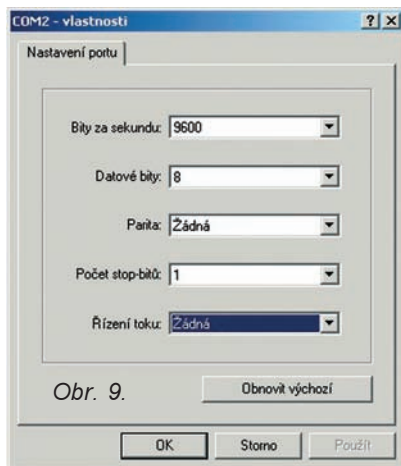 COM2 - vlastnosti
Nastavení portu
Bity za sekundu: 9600
Datové bity: 8
Parita: Žádná
Počet stop-bitů: 1
Řízení toku: Žádná
Obr. 9.
Obnovit výchozí
OK Storno Použít